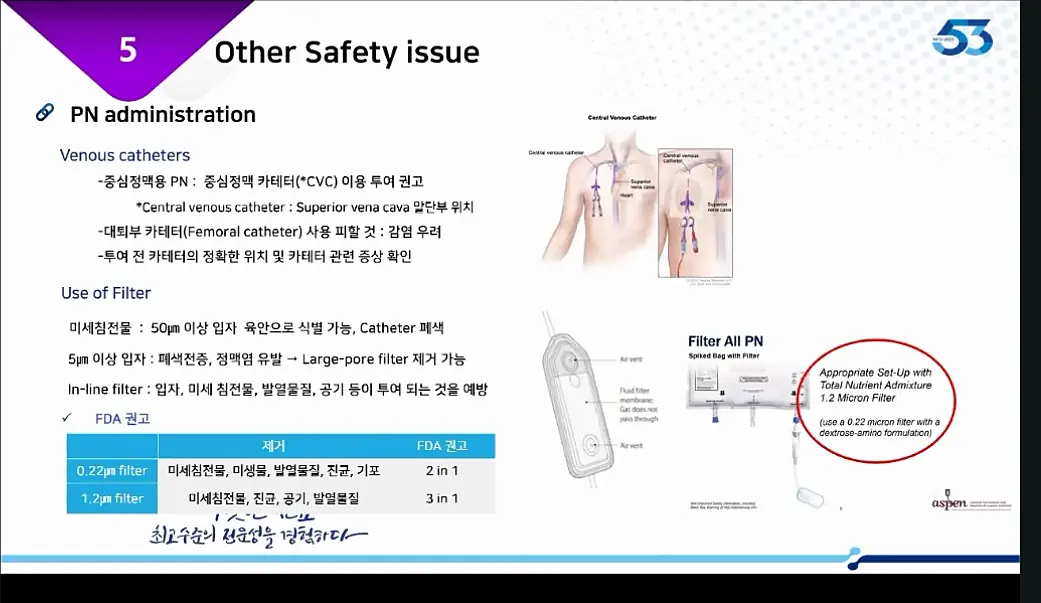 5
Other Safety issue
53
PN administration
Venous catheters
-중심정맥용 PN : 중심정맥 카테터(*CVC) 이용 투여 권고
*Central venous catheter : Superior vena cava 말단부 위치
-대퇴부 카테터(Femoral catheter) 사용 피할 것 : 감염 우려
-투여 전 카테터의 정확한 위치 및 카테터 관련 증상 확인
Use of Filter
미세침전물 : 50㎛ 이상 입자 육안으로 식별 가능, Catheter 폐색
5㎛ 이상 입자 : 폐색전증, 정맥염 유발 → Large-pore filter 제거 가능
In-line filter : 입자, 미세 침전물, 발열물질, 공기 등이 투여 되는 것을 예방
✓ FDA 권고
제거 FDA 권고
0.22㎛ filter 미세침전물, 미생물, 발열물질, 진균, 기포 2 in 1
1.2㎛ filter 미세침전물, 진균, 공기, 발열물질 3 in 1
최고수준의 전문성을 경험하다
Central Venous Catheter
Central venous catheter
Superior
vena cava
Heart
Central venous
catheter
Superior
vena cava
Air vent
Fluid filter
membrane;
Gas does not
pass through
Air vent
Filter All PN
Spiked Bag with Filter
Appropriate Set-Up with
Total Nutrient Admixture
1.2 Micron Filter
(use a 0.22 micron filter with a
dextrose-amino formulation)
aspen